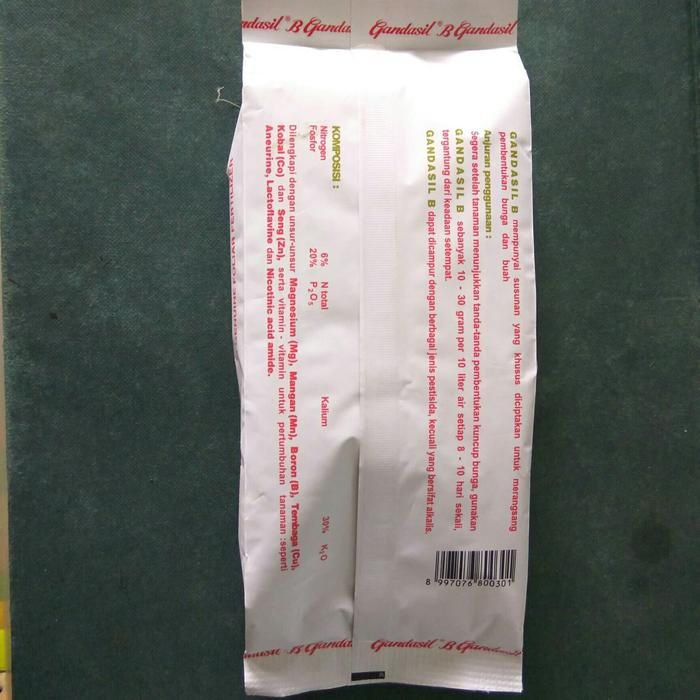 Gandasil® B Gandasil
GANDASIL B mempunyai susunan yang khusus diciptakan untuk merangsang
pembentukan bunga dan buah
Anjuran penggunaan :
Segera setelah tanaman menunjukkan tanda-tanda pembentukan kuncup bunga, gunakan
GANDASIL B sebanyak 10 - 30 gram per 10 liter air setiap 8 - 10 hari sekali,
tergantung dari keadaan setempat.
GANDASIL B dapat dicampur dengan berbagai jenis pestisida, kecuali yang bersifat alkalis.
8 997076 800301
KOMPOSISI :
Nitrogen 6% N total Kalium 30% K₂O
Fosfor 20% P₂O₅
Dilengkapi dengan unsur-unsur Magnesium (Mg), Mangan (Mn), Boron (B), Tembaga (Cu),
Kobal (Co) dan Seng (Zn), serta vitamin - vitamin untuk pertumbuhan tanaman :seperti
Aneurine, Lactoflavine dan Nicotinic acid amide.
Gandasil® B